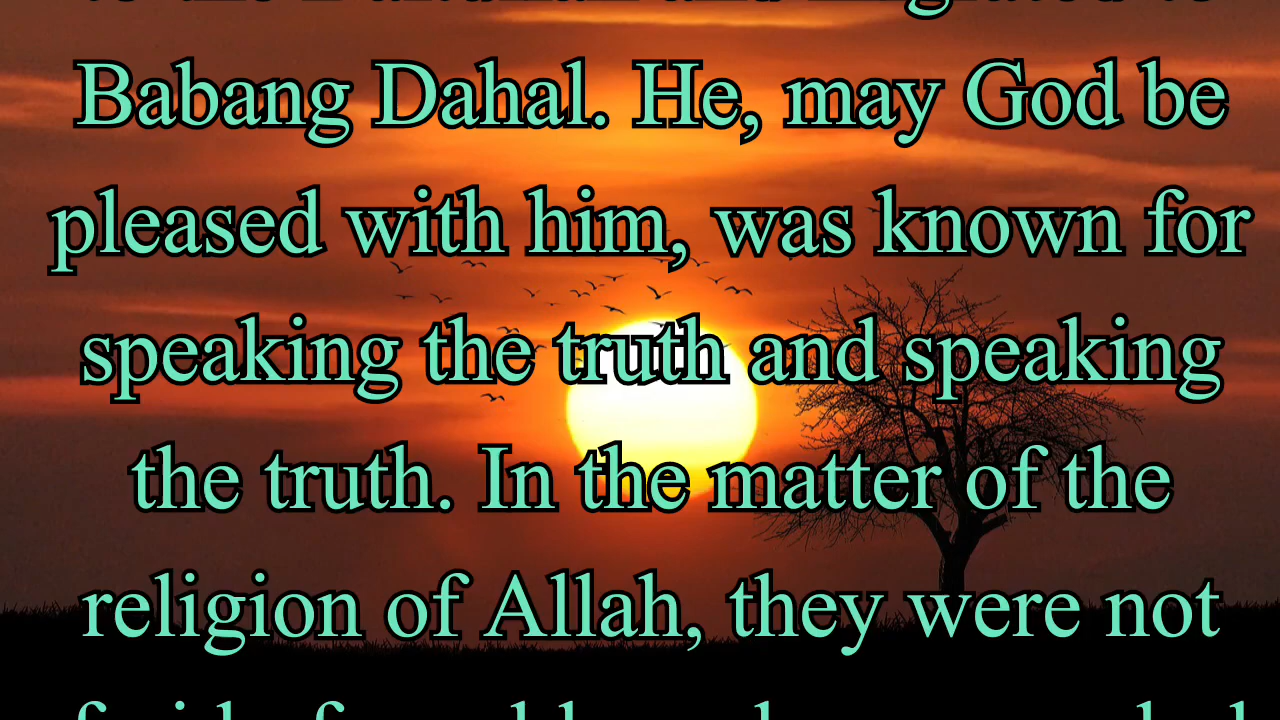 Babang Dahal. He, may God be
pleased with him, was known for
speaking the truth and speaking
the truth. In the matter of the
religion of Allah, they were not